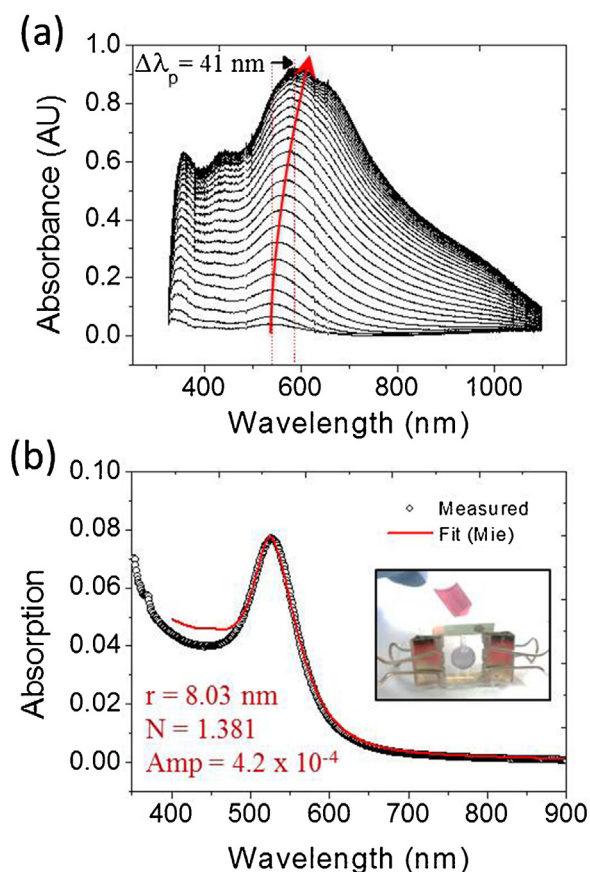 (a)
Δλp = 41 nm
1.0
0.8
0.6
0.4
0.2
0.0
Absorbance (AU)
400 600 800 1000
Wavelength (nm)
(b)
0.10
0.08
0.06
0.04
0.02
0.00
Absorption
Measured
Fit (Mie)
r = 8.03 nm
N = 1.381
Amp = 4.2 x 10⁻⁴
400 500 600 700 800 900
Wavelength (nm)